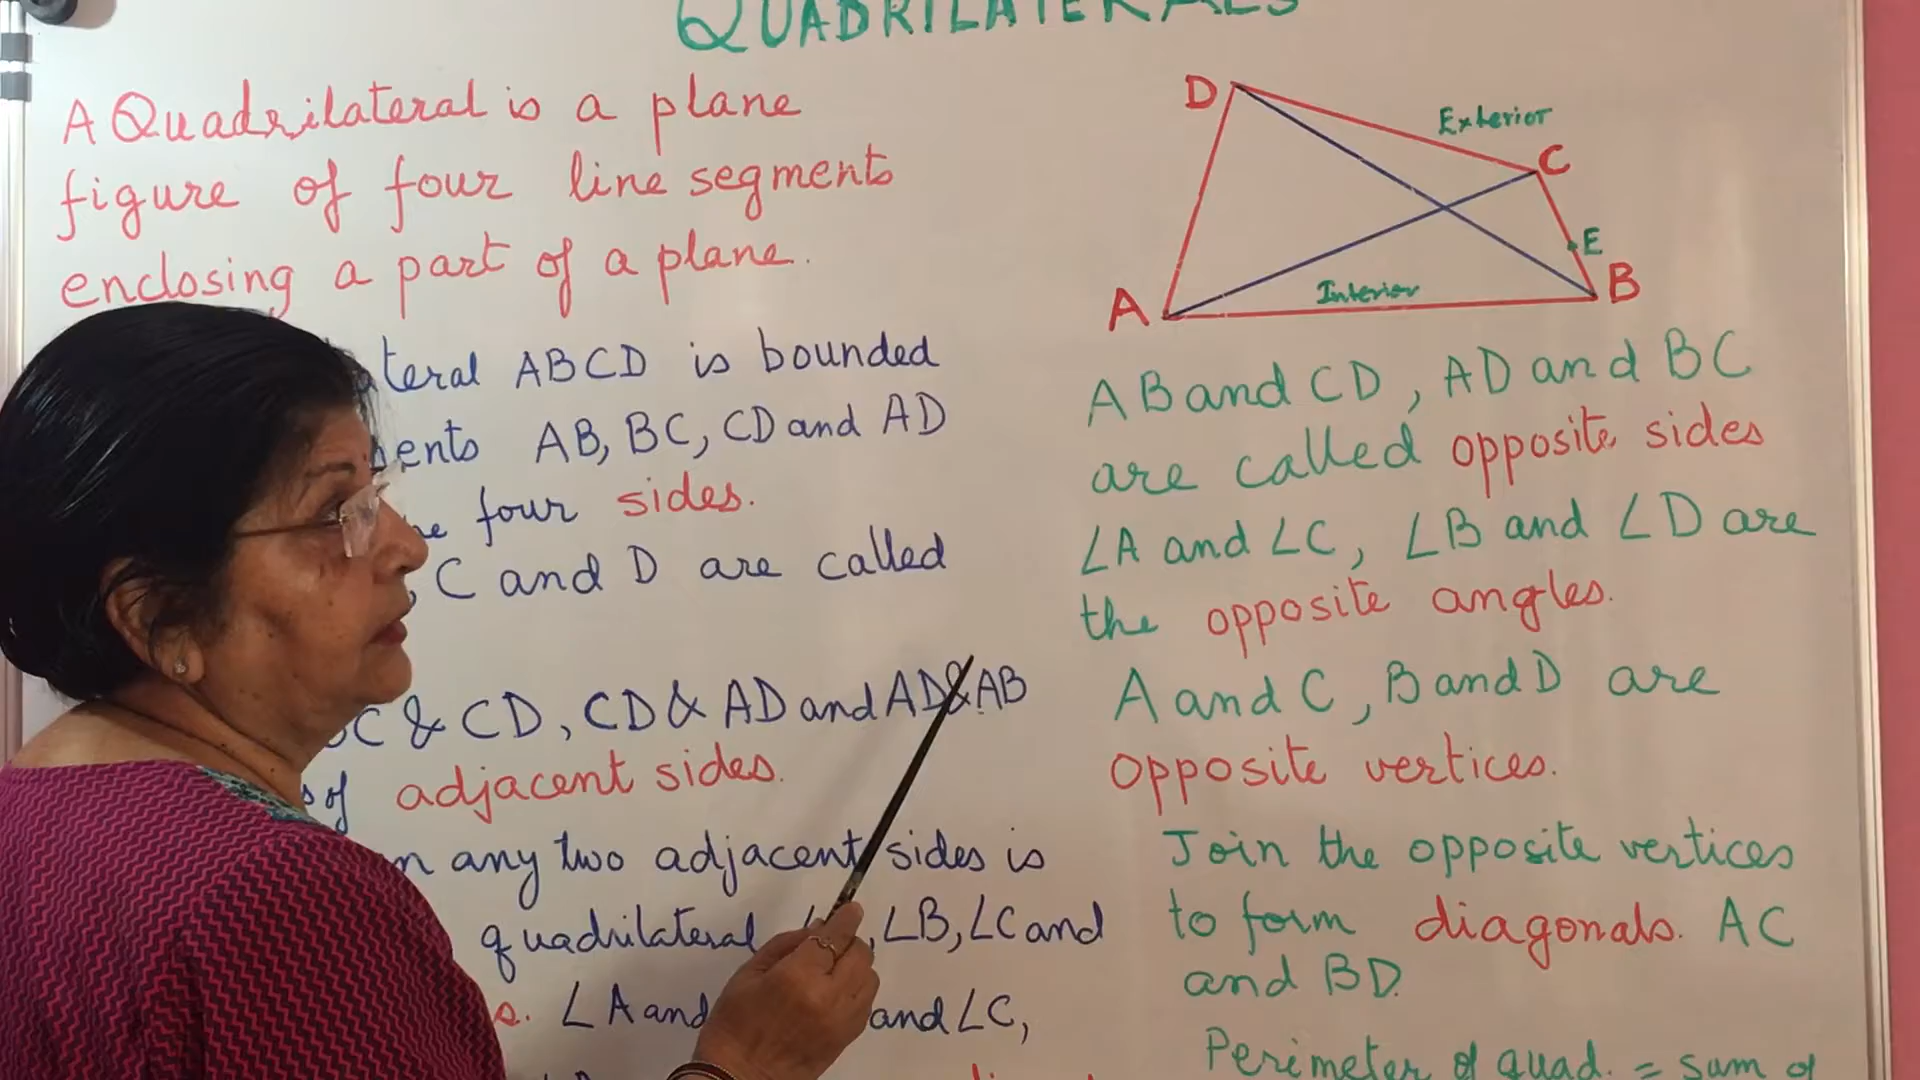 QUADRILATERALS
A Quadrilateral is a plane
figure of four line segments
enclosing a part of a plane.
ateral ABCD is bounded
ents AB, BC, CD and AD
four sides.
, C and D are called
C & CD, CD & AD and AD & AB
of adjacent sides.
n any two adjacent sides is
quadrilateral ∠ , ∠B, ∠C and
s. ∠A and and ∠C,
D
Exterior
C
E
B
Interior
A
AB and CD, AD and BC
are called opposite sides
∠A and ∠C, ∠B and ∠D are
the opposite angles.
A and C, B and D are
opposite vertices.
Join the opposite vertices
to form diagonals. AC
and BD.
Perimeter of quad. = sum of